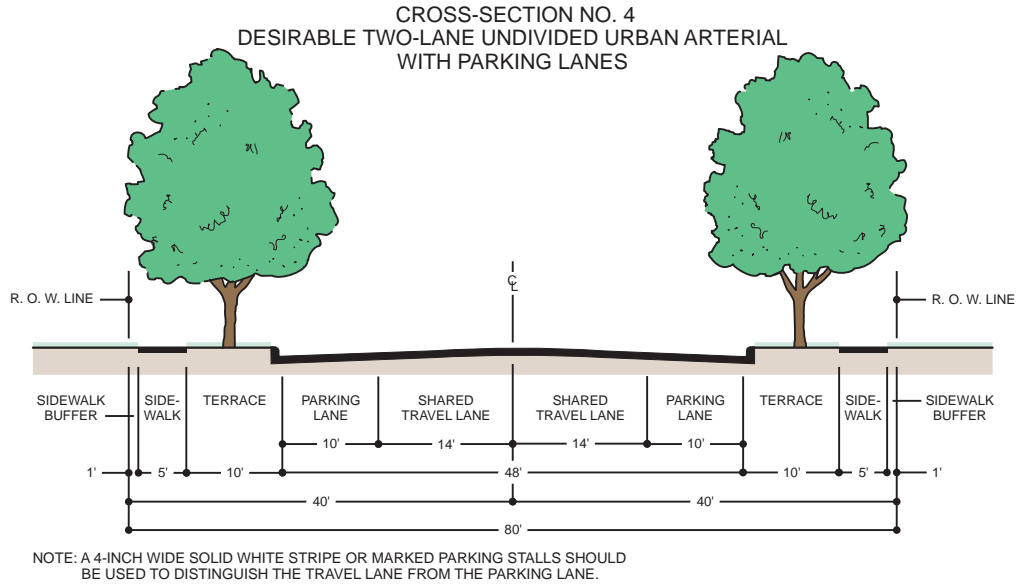 CROSS-SECTION NO. 4
DESIRABLE TWO-LANE UNDIVIDED URBAN ARTERIAL
WITH PARKING LANES
℄
R. O. W. LINE
R. O. W. LINE
SIDEWALK
BUFFER
SIDE-
WALK
TERRACE
PARKING
LANE
SHARED
TRAVEL LANE
SHARED
TRAVEL LANE
PARKING
LANE
TERRACE
SIDE-
WALK
SIDEWALK
BUFFER
10' 14' 14' 10'
1' 5' 10' 48' 10' 5' 1'
40' 40'
80'
NOTE: A 4-INCH WIDE SOLID WHITE STRIPE OR MARKED PARKING STALLS SHOULD
BE USED TO DISTINGUISH THE TRAVEL LANE FROM THE PARKING LANE.